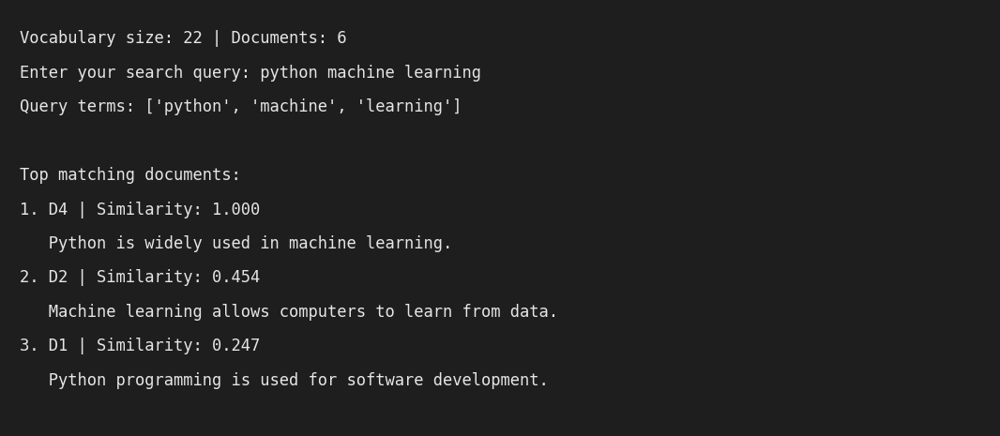 Vocabulary size: 22 | Documents: 6
Enter your search query: python machine learning
Query terms: ['python', 'machine', 'learning']
Top matching documents:
1. D4 | Similarity: 1.000
Python is widely used in machine learning.
2. D2 | Similarity: 0.454
Machine learning allows computers to learn from data.
3. D1 | Similarity: 0.247
Python programming is used for software development.